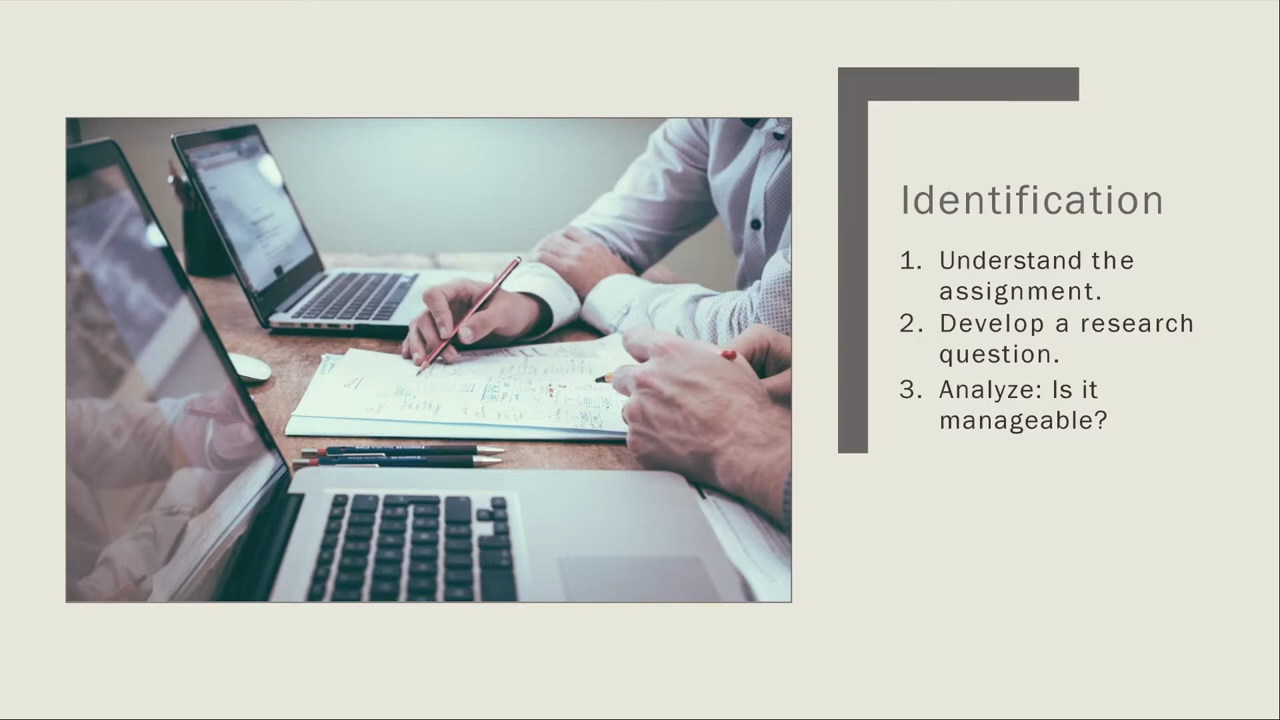 Identification
1. Understand the
assignment.
2. Develop a research
question.
3. Analyze: Is it
manageable?